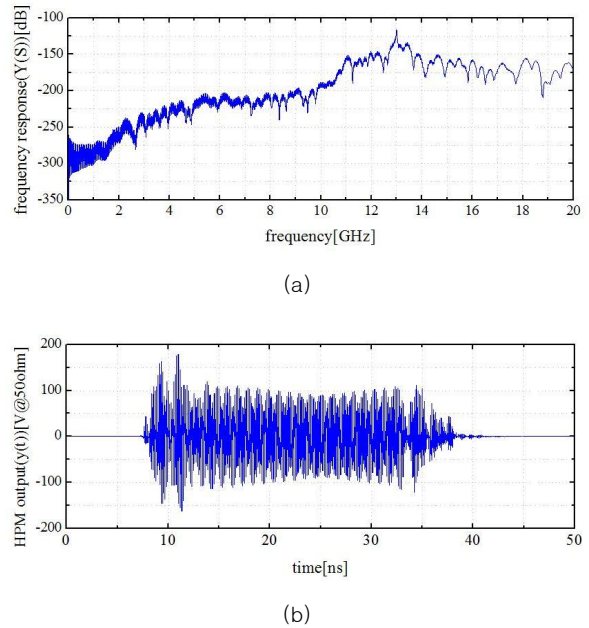 -100
-150
-200
-250
-300
-350
frequency response(Y(S))[dB]
0 2 4 6 8 10 12 14 16 18 20
frequency[GHz]
(a)
200
100
0
-100
-200
HPM output(y(t))[V@50ohm]
0 10 20 30 40 50
time[ns]
(b)